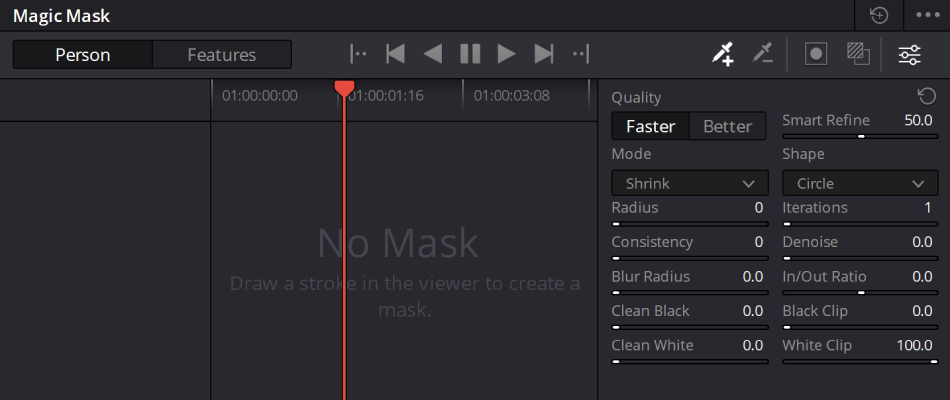 Magic Mask
Person Features
01:00:00:00 01:00:01:16 01:00:03:08
No Mask
Draw a stroke in the viewer to create a
mask.
Quality
Faster Better
Smart Refine 50.0
Mode Shape
Shrink Circle
Radius 0 Iterations 1
Consistency 0 Denoise 0.0
Blur Radius 0.0 In/Out Ratio 0.0
Clean Black 0.0 Black Clip 0.0
Clean White 0.0 White Clip 100.0